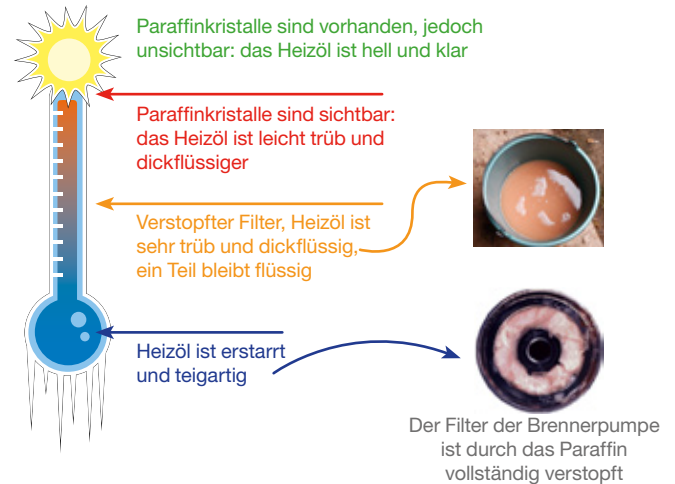 Paraffinkristalle sind vorhanden, jedoch
unsichtbar: das Heizöl ist hell und klar
Paraffinkristalle sind sichtbar:
das Heizöl ist leicht trüb und
dickflüssiger
Verstopfter Filter, Heizöl ist
sehr trüb und dickflüssig,
ein Teil bleibt flüssig
Heizöl ist erstarrt
und teigartig
Der Filter der Brennerpumpe
ist durch das Paraffin
vollständig verstopft